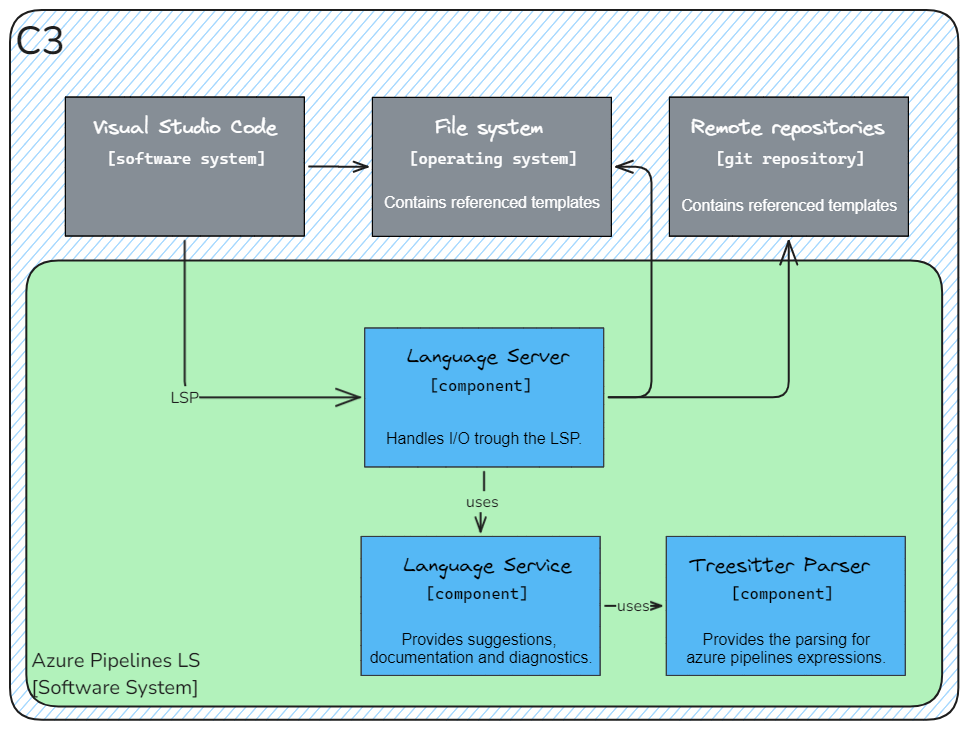 C3
Visual Studio Code
[software system]
File system
[operating system]
Contains referenced templates
Remote repositories
[git repository]
Contains referenced templates
Language Server
[component]
Handles I/O trough the LSP.
LSP
uses
Language Service
[component]
Provides suggestions,
documentation and diagnostics.
uses
Treesitter Parser
[component]
Provides the parsing for
azure pipelines expressions.
Azure Pipelines LS
[Software System]